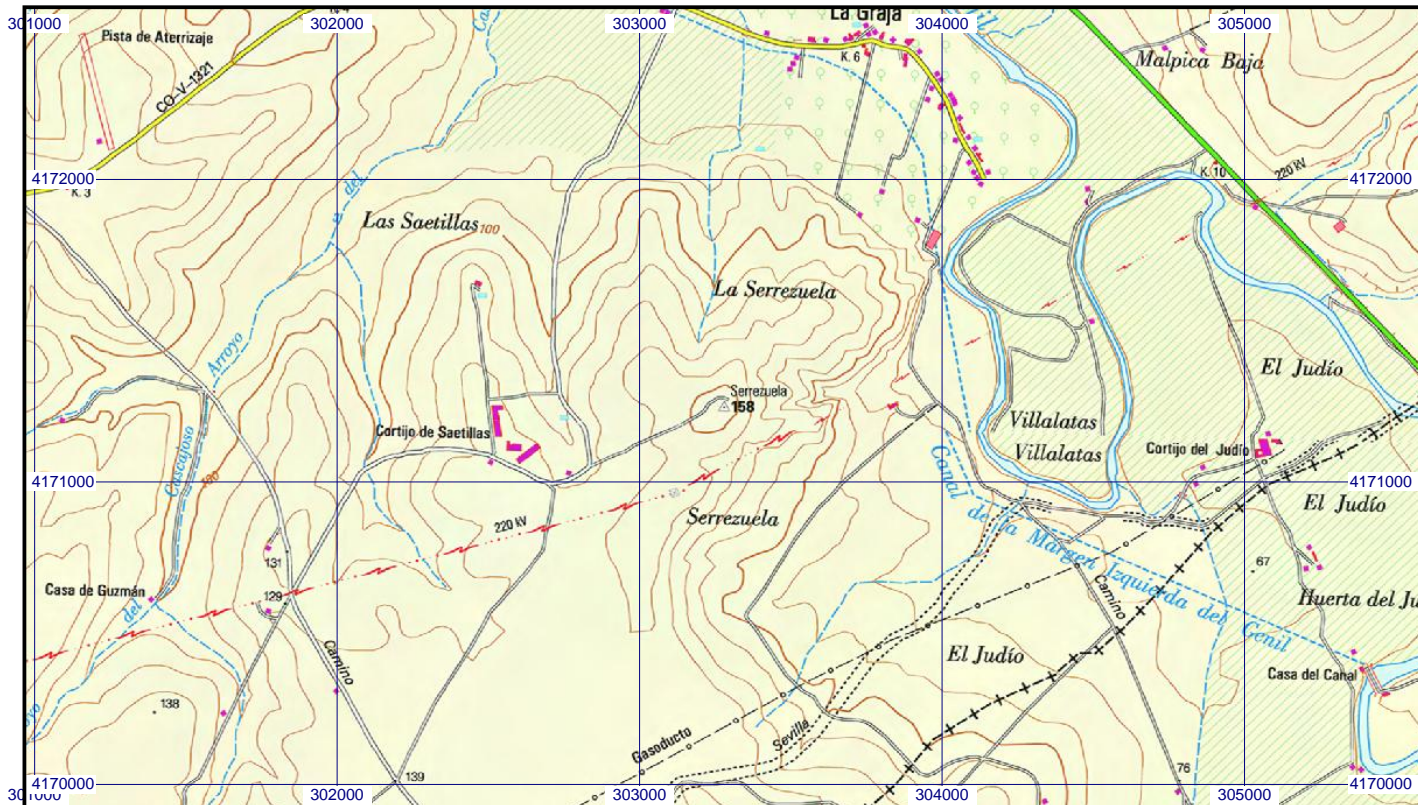 301000 302000 303000 304000 305000
La Graja
Pista de Aterrizaje
CO-V-1321
K. 6
Malpica Baja
4172000 4172000
K. 3
del
K. 10
220 kV
Las Saetillas
100
La Serrezuela
Arroyo
Serrezuela
158
El Judío
Villalatas
Villalatas
Cortijo de Saetillas
Cortijo del Judío
Cascajoso
100
4171000 4171000
Canal de la Margen Izquierda del Genil
220 kV
Serrezuela
El Judío
131
67
Casa de Guzmán
129
Camino
Huerta del Ju
del
Camino
El Judío
Casa del Canal
138
Gasoducto
Sevilla
139
76
4170000 4170000
301000 302000 303000 304000 305000